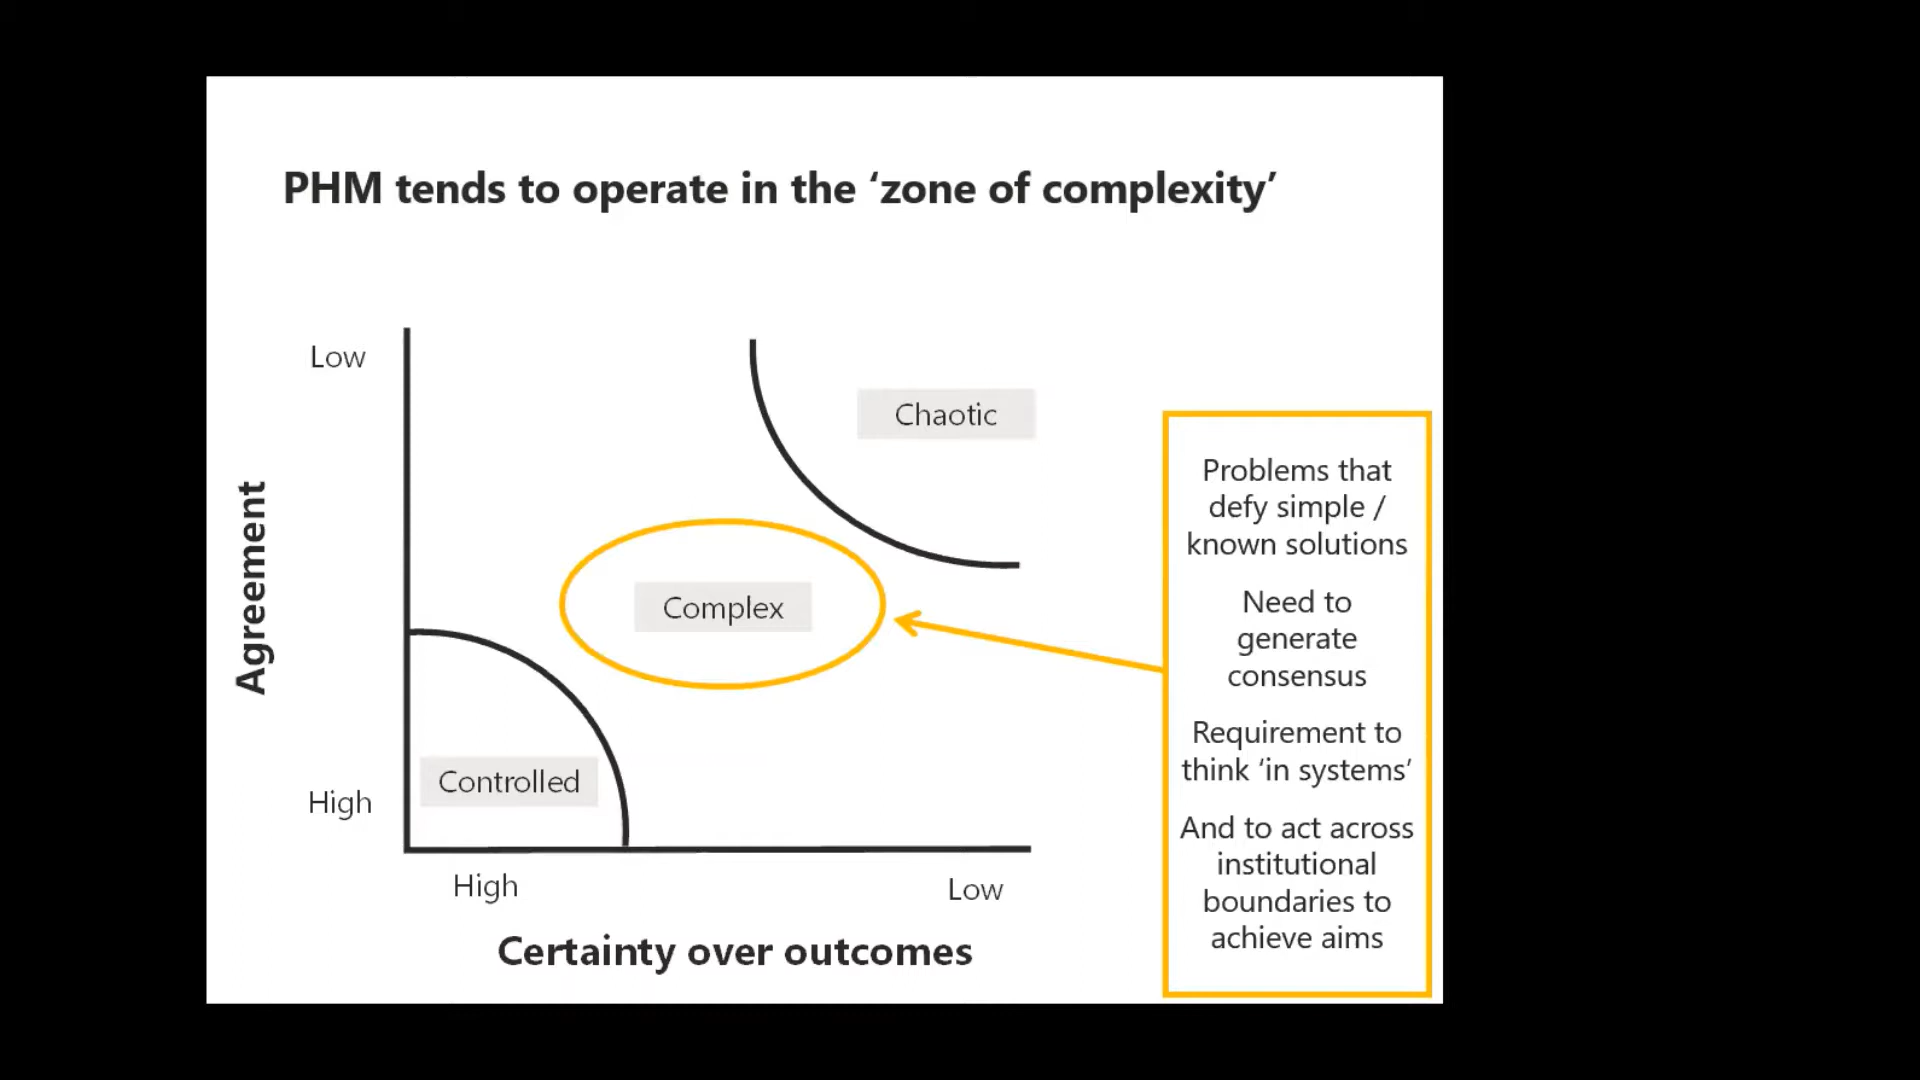 PHM tends to operate in the ‘zone of complexity’
Low
Chaotic
Agreement
Complex
Controlled
High
High
Low
Certainty over outcomes
Problems that
defy simple /
known solutions
Need to
generate
consensus
Requirement to
think ‘in systems’
And to act across
institutional
boundaries to
achieve aims